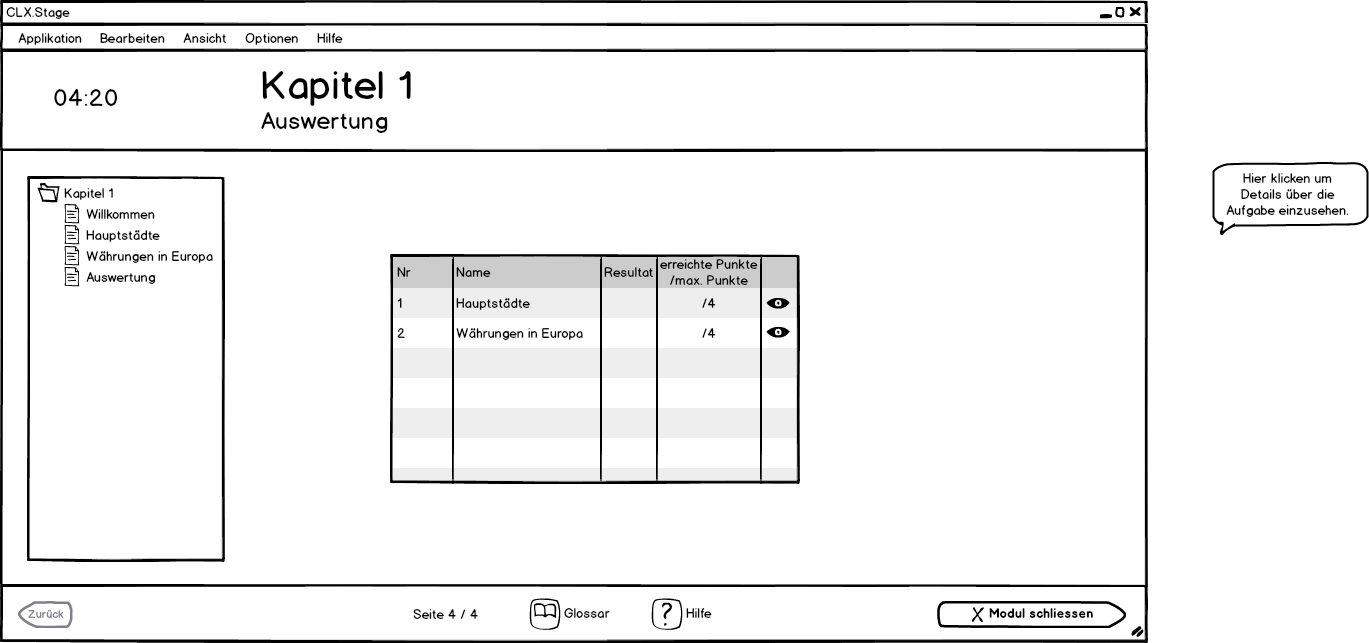 CLX.Stage
Applikation Bearbeiten Ansicht Optionen Hilfe
04:20
Kapitel 1
Auswertung
Hier klicken um
Details über die
Aufgabe einzusehen.
Kapitel 1
Willkommen
Hauptstädte
Währungen in Europa
Auswertung
Nr Name Resultat erreichte Punkte
/max. Punkte
1 Hauptstädte /4
2 Währungen in Europa /4
Zurück Seite 4 / 4 Glossar ? Hilfe X Modul schliessen